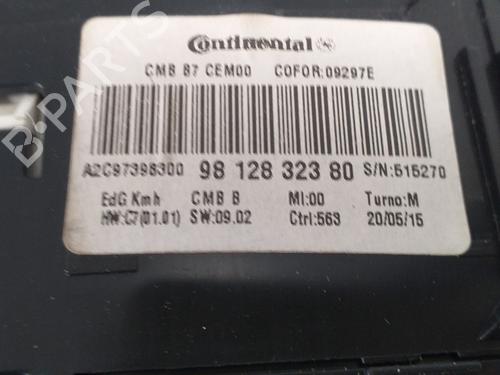 Continental
CMB B7 CEM00 COFOR:09297E
A2C97398300 98 128 323 80 S/N:515270
EdG Kmh CMB B MI:00 Turno:M
HW:C7(01.01) SW:09.02 Ctrl:563 20/05/15
B-PARTS